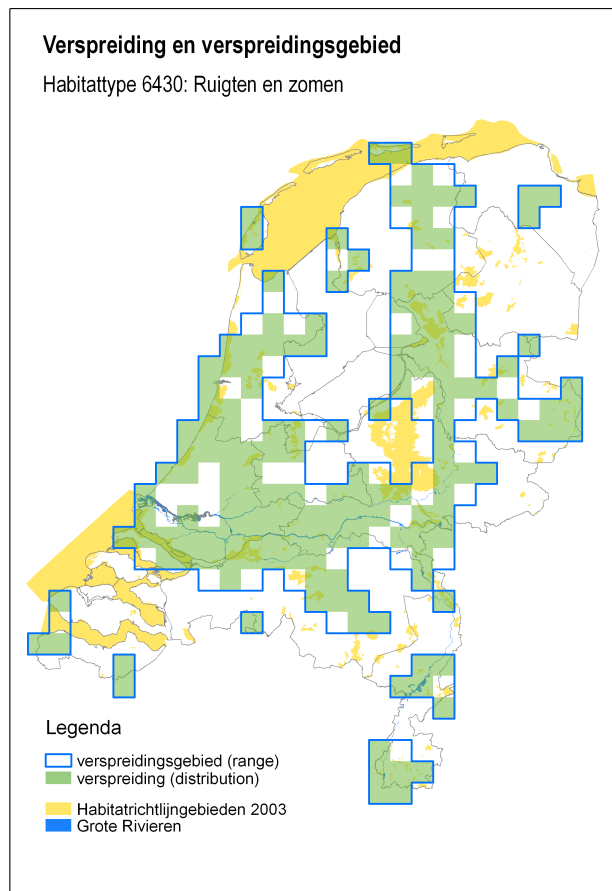 Verspreiding en verspreidingsgebied
Habitattype 6430: Ruigten en zomen
Legenda
verspreidingsgebied (range)
verspreiding (distribution)
Habitatrichtlijngebieden 2003
Grote Rivieren